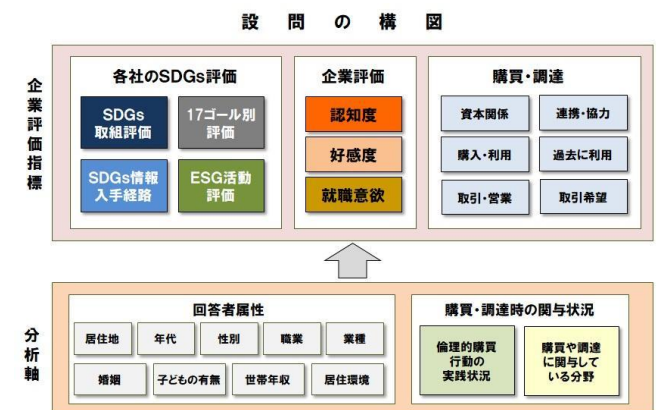 設問の構図
企業評価指標
各社のSDGs評価
SDGs
取組評価
17ゴール別
評価
SDGs情報
入手経路
ESG活動
評価
企業評価
認知度
好感度
就職意欲
購買・調達
資本関係
連携・協力
購入・利用
過去に利用
取引・営業
取引希望
分析軸
回答者属性
居住地
年代
性別
職業
業種
婚姻
子どもの有無
世帯年収
居住環境
購買・調達時の関与状況
倫理的購買
行動の
実践状況
購買や調達
に関与して
いる分野